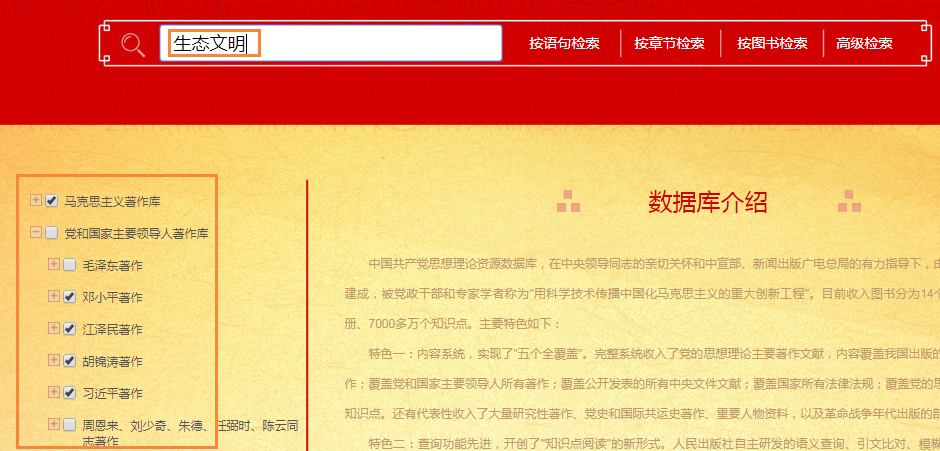 生态文明
按语句检索
按章节检索
按图书检索
高级检索
马克思主义著作库
党和国家主要领导人著作库
毛泽东著作
邓小平著作
江泽民著作
胡锦涛著作
习近平著作
周恩来、刘少奇、朱德、任弼时、陈云同
志著作
数据库介绍
中国共产党思想理论资源数据库，在中央领导同志的亲切关怀和中宣部、新闻出版广电总局的有力指导下，由
建成，被党政干部和专家学者称为"用科学技术传播中国化马克思主义的重大创新工程"。目前收入图书分为14个
册、7000多万个知识点。主要特色如下：
特色一：内容系统，实现了"五个全覆盖"。完整系统收入了党的思想理论主要著作文献，内容覆盖我国出版的
作；覆盖党和国家主要领导人所有著作；覆盖公开发表的所有中央文件文献；覆盖国家所有法律法规；覆盖党的思
知识点。还有代表性收入了大量研究性著作、党史和国际共运史著作、重要人物资料，以及革命战争年代出版的部
特色二：查询功能先进，开创了"知识点阅读"的新形式。人民出版社自主研发的语义查询、引文比对、模糊